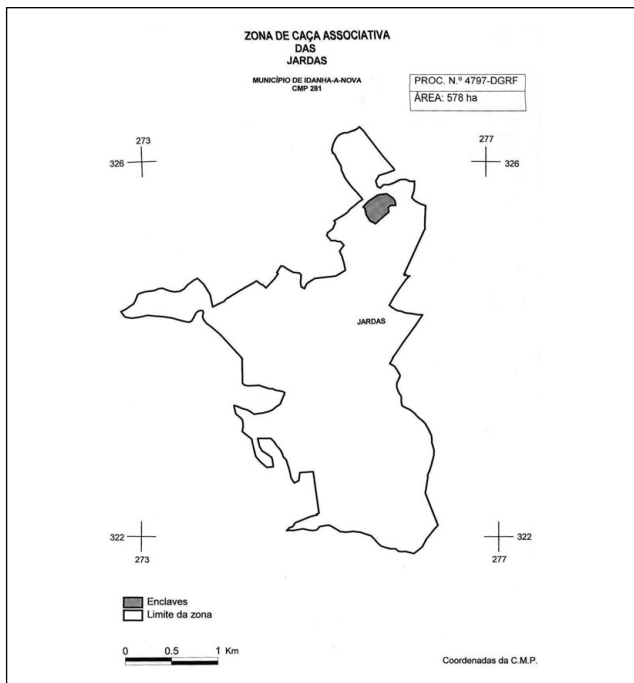 ZONA DE CAÇA ASSOCIATIVA
DAS
JARDAS
MUNICÍPIO DE IDANHA-A-NOVA
CMP 281
PROC. N.º 4797-DGRF
ÁREA: 578 ha
273
326
277
326
JARDAS
322
273
322
277
Enclaves
Limite da zona
0 0.5 1 Km
Coordenadas da C.M.P.